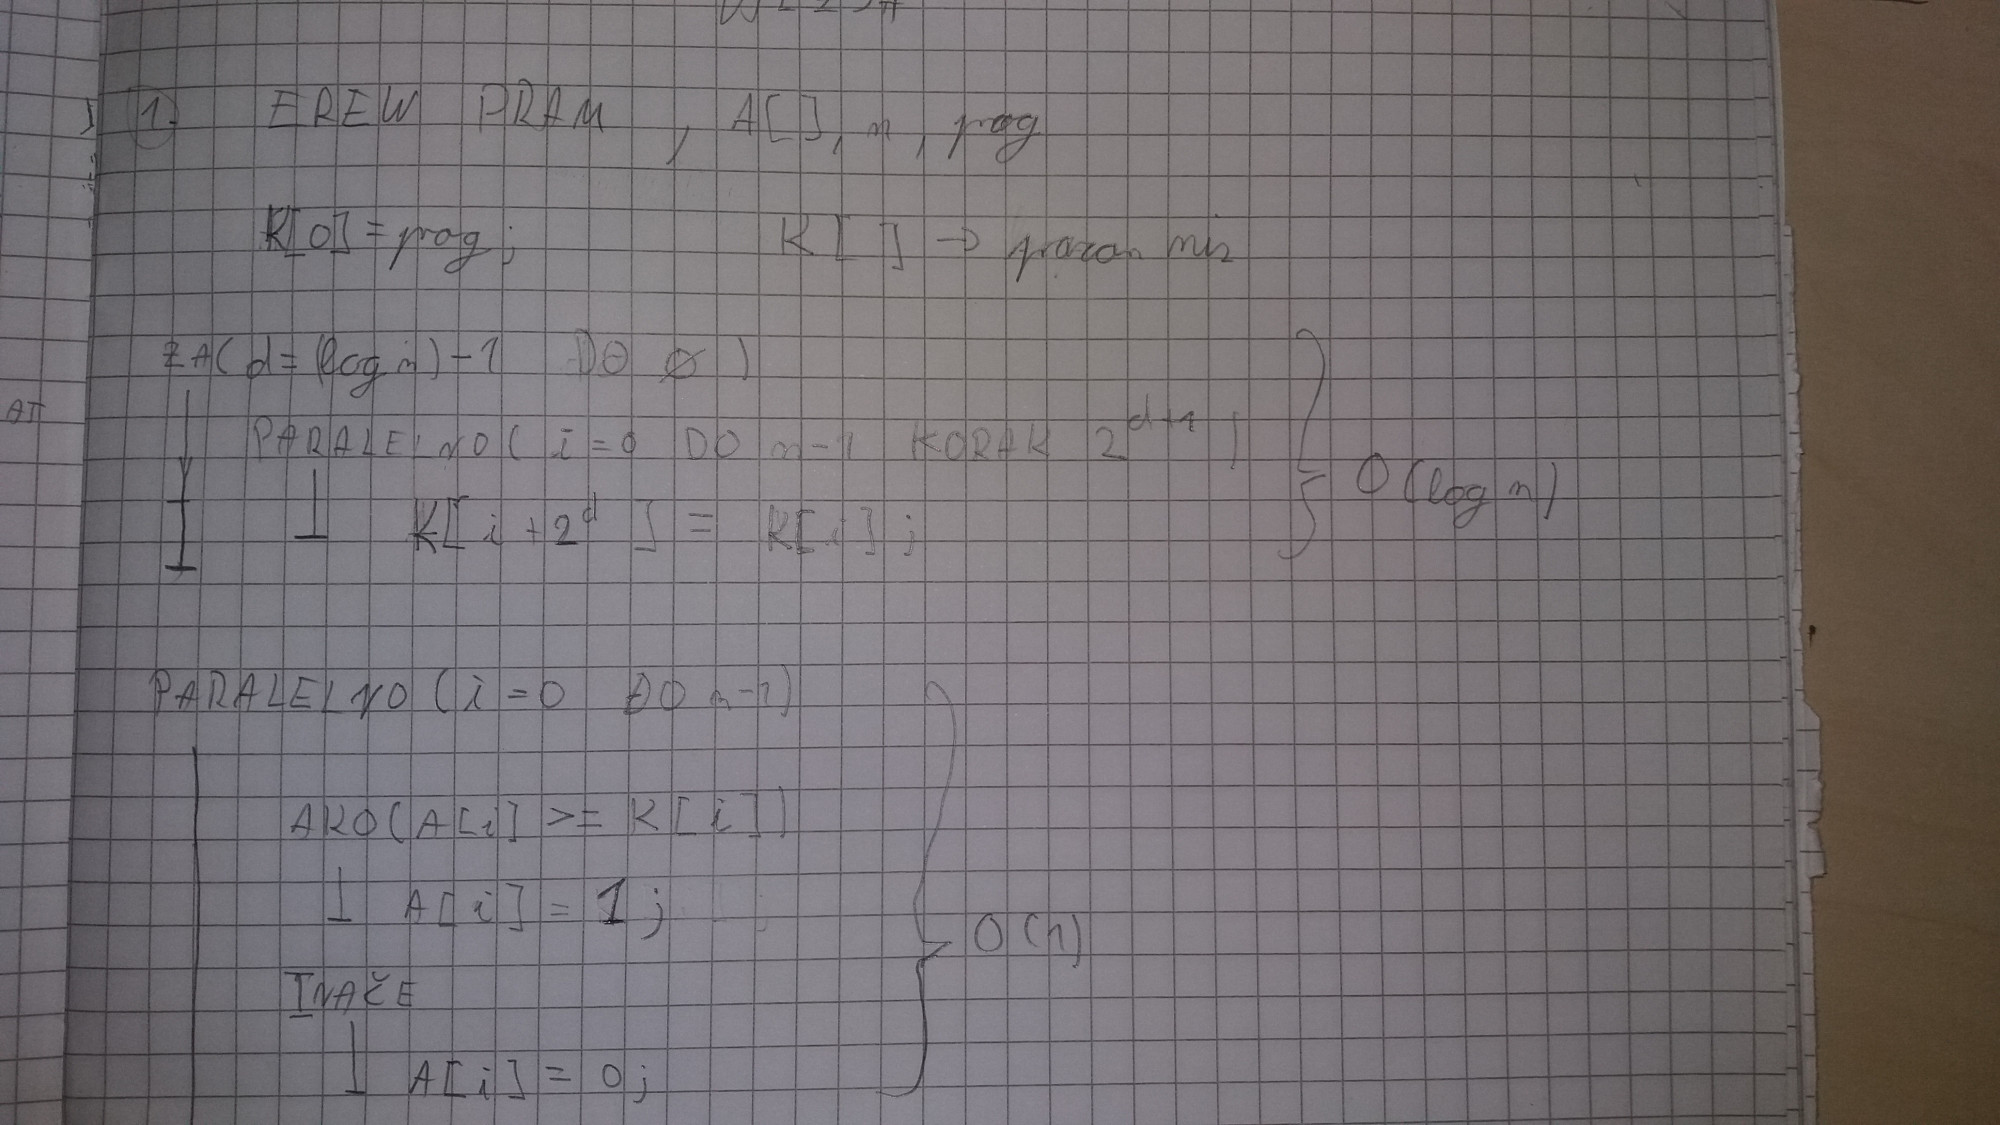 1. EREW PRAM, A[], n, prag
K[0] = prag; K[ ] → prazan niz
ZA(d = (log n) - 1 DO 0)
PARALELNO(i = 0 DO n-1 KORAK 2^{d+1})
K[i + 2^d] = K[i];
O(log n)
PARALELNO(i = 0 DO n-1)
AKO(A[i] >= K[i])
A[i] = 1;
O(n)
INAČE
A[i] = 0;